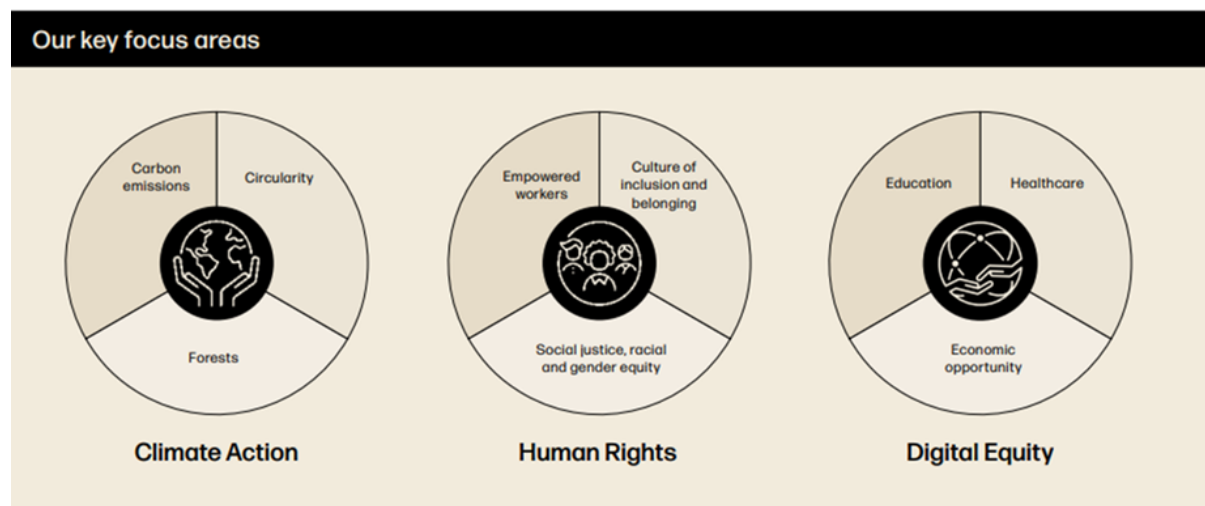 Our key focus areas
Carbon
emissions
Circularity
Forests
Climate Action
Empowered
workers
Culture of
inclusion and
belonging
Social justice, racial
and gender equity
Human Rights
Education
Healthcare
Economic
opportunity
Digital Equity